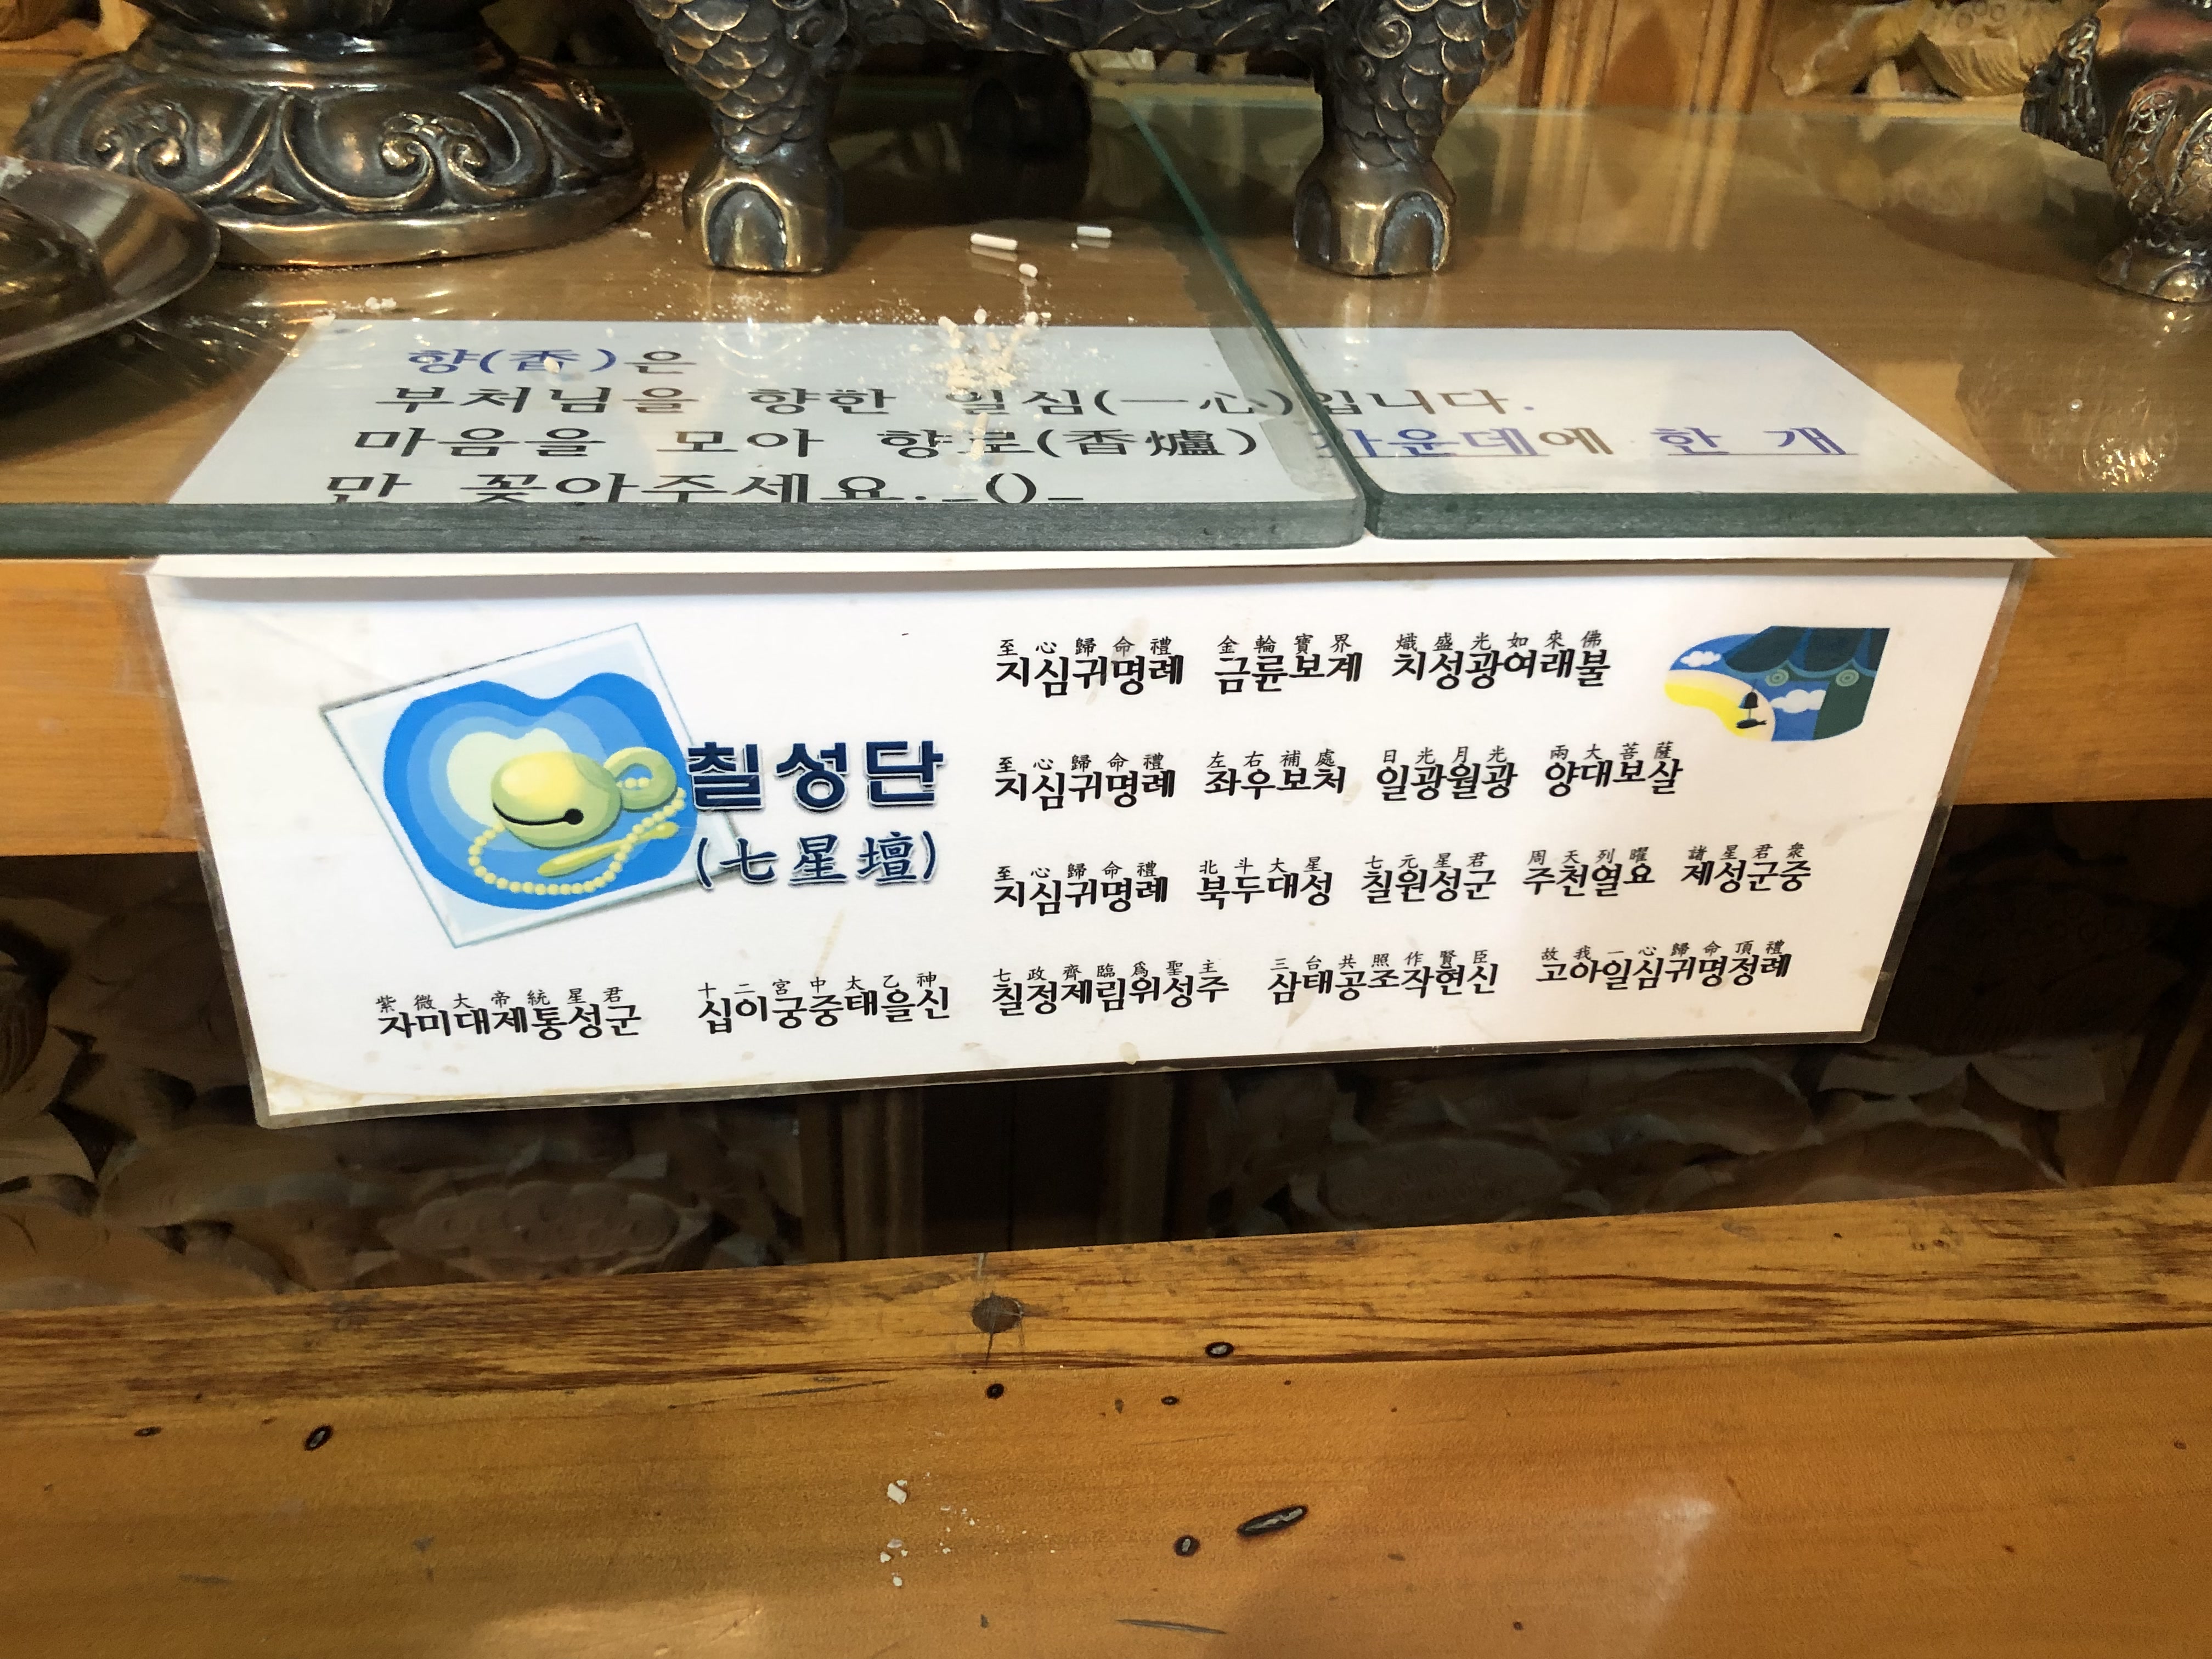 향(香)은
부처님을 향한 일심(一心)입니다.
마음을 모아 향로(香爐) 가운데에 한 개
만 꽂아주세요.-()-
칠성단
(七星壇)
至心歸命禮 金輪寶界 熾盛光如來佛
지심귀명례 금륜보계 치성광여래불
至心歸命禮 左右補處 日光月光 兩大菩薩
지심귀명례 좌우보처 일광월광 양대보살
至心歸命禮 北斗大星 七元星君 周天列曜 諸星君衆
지심귀명례 북두대성 칠원성군 주천열요 제성군중
紫微大帝統星君 十二宮中太乙神 七政齊臨爲聖主 三台共照作賢臣 故我一心歸命頂禮
자미대제통성군 십이궁중태을신 칠정제림위성주 삼태공조작현신 고아일심귀명정례